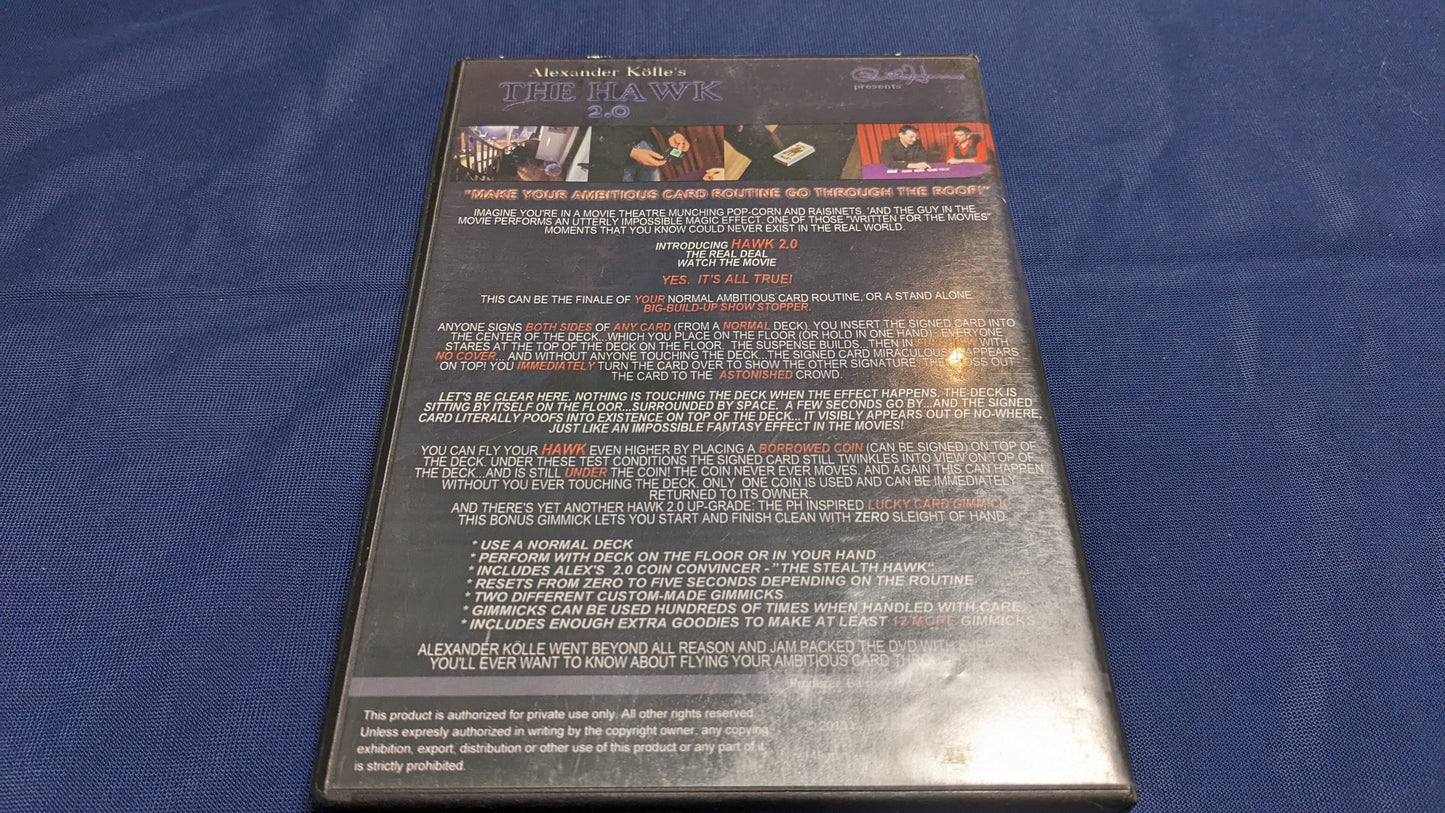 Alexander Kölle's
THE HAWK
2.0
presents
"MAKE YOUR AMBITIOUS CARD ROUTINE GO THROUGH THE ROOF!"
IMAGINE YOU'RE IN A MOVIE THEATRE MUNCHING POP-CORN AND RAISINETS. AND THE GUY IN THE
MOVIE PERFORMS AN UTTERLY IMPOSSIBLE MAGIC EFFECT. ONE OF THOSE "WRITTEN FOR THE MOVIES"
MOMENTS THAT YOU KNOW COULD NEVER EXIST IN THE REAL WORLD.
INTRODUCING HAWK 2.0
THE REAL DEAL
WATCH THE MOVIE
YES. IT'S ALL TRUE!
THIS CAN BE THE FINALE OF YOUR NORMAL AMBITIOUS CARD ROUTINE, OR A STAND ALONE
BIG-BUILD-UP SHOW STOPPER.
ANYONE SIGNS BOTH SIDES OF ANY CARD (FROM A NORMAL DECK). YOU INSERT THE SIGNED CARD INTO
THE CENTER OF THE DECK...WHICH YOU PLACE ON THE FLOOR (OR HOLD IN ONE HAND). EVERYONE
STARES AT THE TOP OF THE DECK ON THE FLOOR. THE SUSPENSE BUILDS...THEN IN WITH
NO COVER... AND WITHOUT ANYONE TOUCHING THE DECK...THE SIGNED CARD MIRACULOUSLY APPEARS
ON TOP! YOU IMMEDIATELY TURN THE CARD OVER TO SHOW THE OTHER SIGNATURE. THEN TOSS OUT
THE CARD TO THE ASTONISHED CROWD.
LET'S BE CLEAR HERE. NOTHING IS TOUCHING THE DECK WHEN THE EFFECT HAPPENS. THE DECK IS
SITTING BY ITSELF ON THE FLOOR...SURROUNDED BY SPACE. A FEW SECONDS GO BY...AND THE SIGNED
CARD LITERALLY POOFS INTO EXISTENCE ON TOP OF THE DECK... IT VISIBLY APPEARS OUT OF NO-WHERE,
JUST LIKE AN IMPOSSIBLE FANTASY EFFECT IN THE MOVIES!
YOU CAN FLY YOUR HAWK EVEN HIGHER BY PLACING A BORROWED COIN (CAN BE SIGNED) ON TOP OF
THE DECK. UNDER THESE TEST CONDITIONS THE SIGNED CARD STILL TWINKLES INTO VIEW ON TOP OF
THE DECK...AND IS STILL UNDER THE COIN! THE COIN NEVER EVER MOVES. AND AGAIN THIS CAN HAPPEN
WITHOUT YOU EVER TOUCHING THE DECK. ONLY ONE COIN IS USED AND CAN BE IMMEDIATELY
RETURNED TO ITS OWNER.
AND THERE'S YET ANOTHER HAWK 2.0 UP-GRADE: THE PH INSPIRED LUCKY CARD GIMMICK
THIS BONUS GIMMICK LETS YOU START AND FINISH CLEAN WITH ZERO SLEIGHT OF HAND
* USE A NORMAL DECK
* PERFORM WITH DECK ON THE FLOOR OR IN YOUR HAND
* INCLUDES ALEX'S 2.0 COIN CONVINCER - "THE STEALTH HAWK"
* RESETS FROM ZERO TO FIVE SECONDS DEPENDING ON THE ROUTINE
* TWO DIFFERENT CUSTOM-MADE GIMMICKS
* GIMMICKS CAN BE USED HUNDREDS OF TIMES WHEN HANDLED WITH CARE
* INCLUDES ENOUGH EXTRA GOODIES TO MAKE AT LEAST 12 MORE GIMMICKS
ALEXANDER KÖLLE WENT BEYOND ALL REASON AND JAM PACKED THE DVD WITH
YOU'LL EVER WANT TO KNOW ABOUT FLYING YOUR AMBITIOUS CARD
Producer
This product is authorized for private use only. All other rights reserved.
Unless expresly authorized in writing by the copyright owner, any copying
exhibition, export, distribution or other use of this product or any part of it
is strictly prohibited.